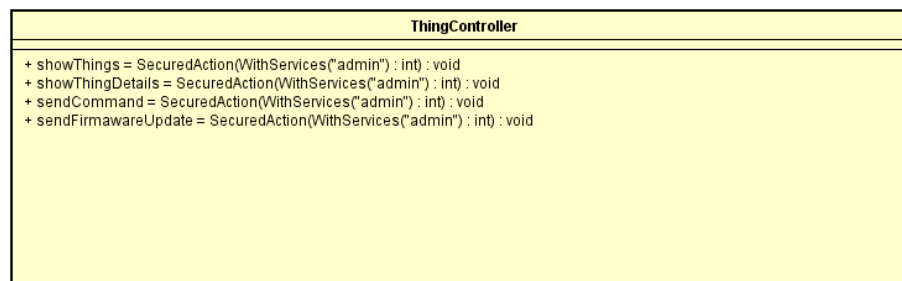 ThingController
+ showThings = SecuredAction(WithServices("admin") : int) : void
+ showThingDetails = SecuredAction(WithServices("admin") : int) : void
+ sendCommand = SecuredAction(WithServices("admin") : int) : void
+ sendFirmawareUpdate = SecuredAction(WithServices("admin") : int) : void